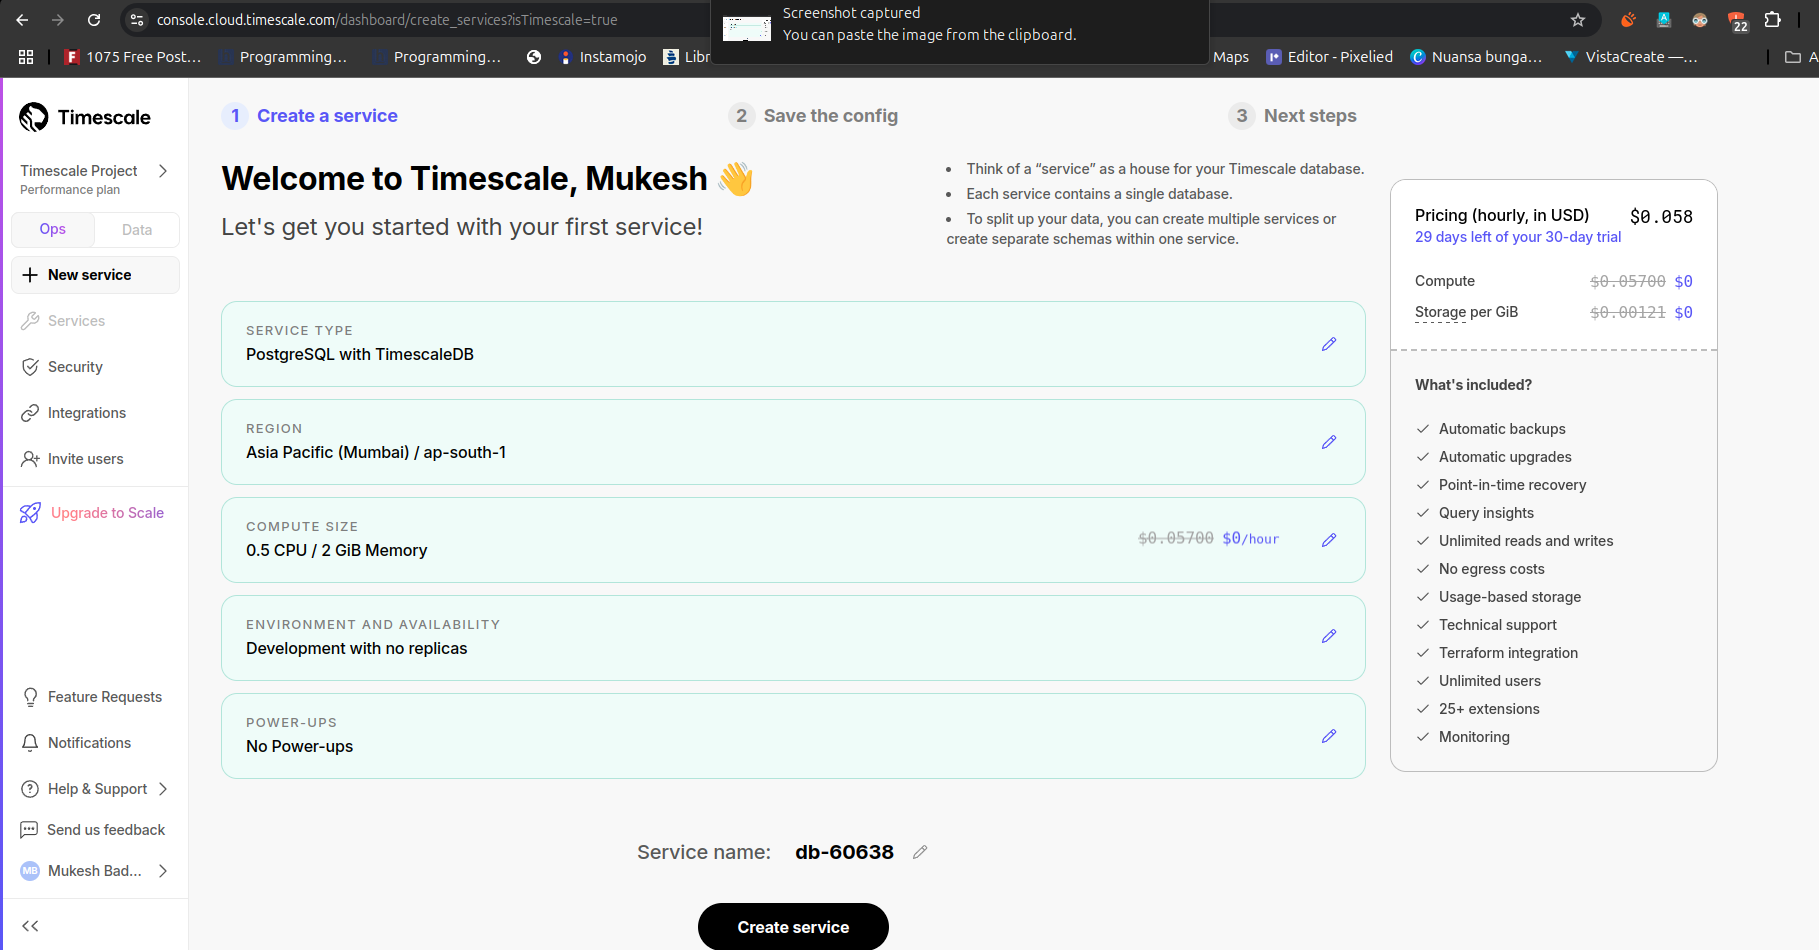 Screenshot captured
You can paste the image from the clipboard.
console.cloud.timescale.com/dashboard/create_services?isTimescale=true
22
1075 Free Post...
Programming...
Programming...
Instamojo
Libr
Maps
Editor - Pixelied
Nuansa bunga...
VistaCreate —...
A
Timescale
Timescale Project
Performance plan
Ops
Data
New service
Services
Security
Integrations
Invite users
Upgrade to Scale
Feature Requests
Notifications
Help & Support
Send us feedback
MB
Mukesh Bad...
1 Create a service
2 Save the config
3 Next steps
Welcome to Timescale, Mukesh 👋
Let's get you started with your first service!
• Think of a “service” as a house for your Timescale database.
• Each service contains a single database.
• To split up your data, you can create multiple services or
create separate schemas within one service.
SERVICE TYPE
PostgreSQL with TimescaleDB
REGION
Asia Pacific (Mumbai) / ap-south-1
COMPUTE SIZE
0.5 CPU / 2 GiB Memory
$0.05700 $0/hour
ENVIRONMENT AND AVAILABILITY
Development with no replicas
POWER-UPS
No Power-ups
Service name: db-60638
Create service
Pricing (hourly, in USD) $0.058
29 days left of your 30-day trial
Compute $0.05700 $0
Storage per GiB $0.00121 $0
What's included?
Automatic backups
Automatic upgrades
Point-in-time recovery
Query insights
Unlimited reads and writes
No egress costs
Usage-based storage
Technical support
Terraform integration
Unlimited users
25+ extensions
Monitoring